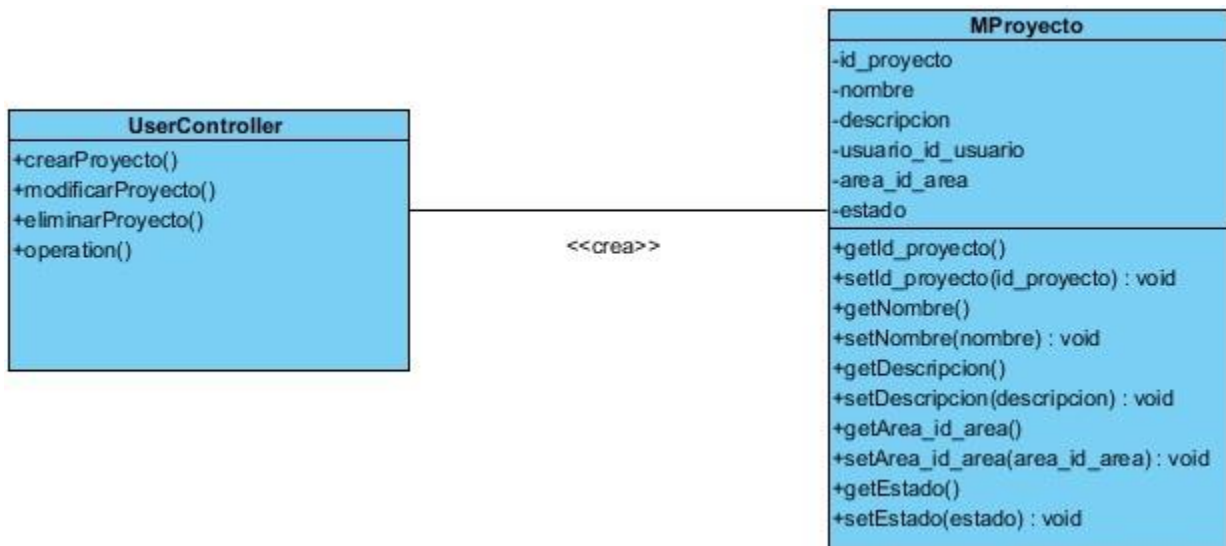 UserController
+crearProyecto()
+modificarProyecto()
+eliminarProyecto()
+operation()
<<crea>>
MProyecto
-id_proyecto
-nombre
-descripcion
-usuario_id_usuario
-area_id_area
-estado
+getId_proyecto()
+setId_proyecto(id_proyecto) : void
+getNombre()
+setNombre(nombre) : void
+getDescripcion()
+setDescripcion(descripcion) : void
+getArea_id_area()
+setArea_id_area(area_id_area) : void
+getEstado()
+setEstado(estado) : void